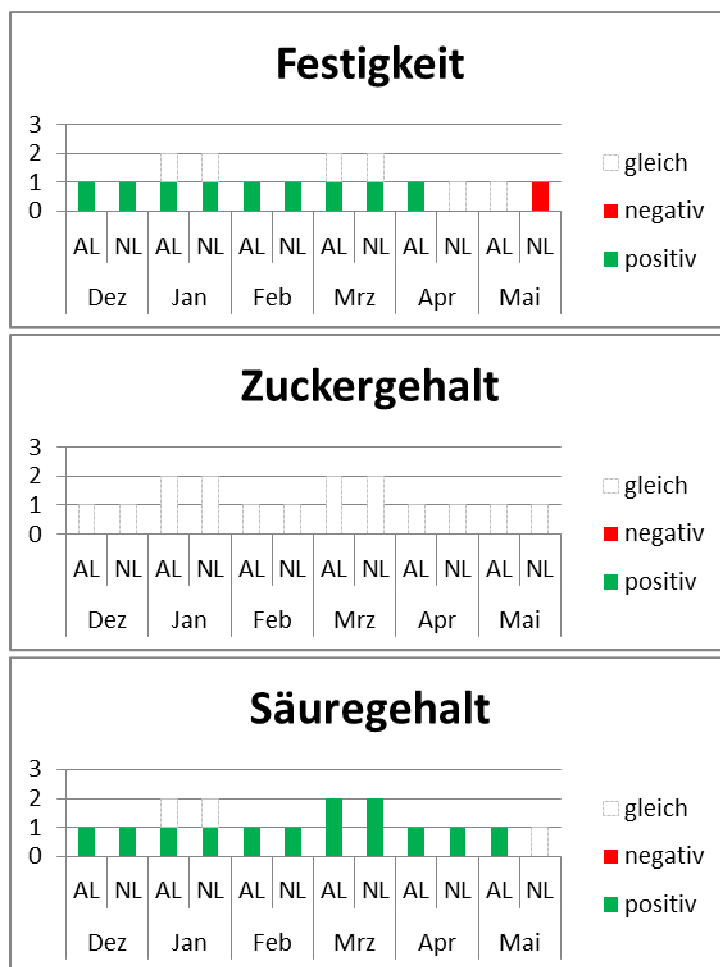 Festigkeit
3
2
1
0
AL NL AL NL AL NL AL NL AL NL AL NL
Dez Jan Feb Mrz Apr Mai
gleich
negativ
positiv
Zuckergehalt
3
2
1
0
AL NL AL NL AL NL AL NL AL NL AL NL
Dez Jan Feb Mrz Apr Mai
gleich
negativ
positiv
Säuregehalt
3
2
1
0
AL NL AL NL AL NL AL NL AL NL AL NL
Dez Jan Feb Mrz Apr Mai
gleich
negativ
positiv